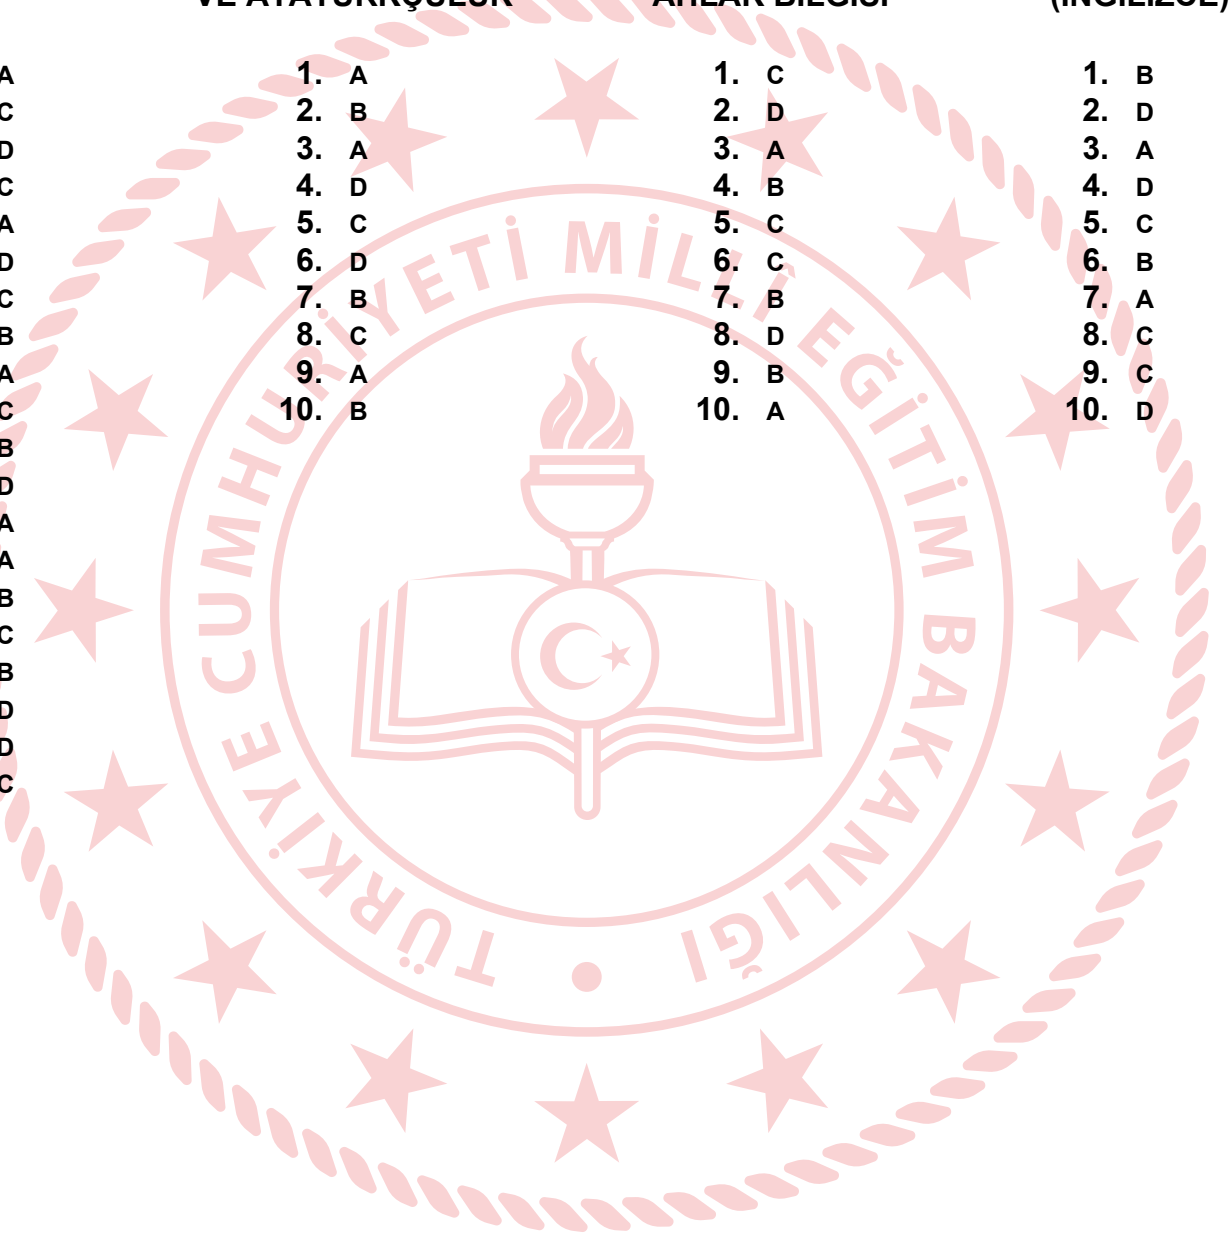 VE ATATÜRKÇÜLÜK AHLAK BİLGİSİ (İNGİLİZCE)
A 1. A 1. C 1. B
C 2. B 2. D 2. D
D 3. A 3. A 3. A
C 4. D 4. B 4. D
A 5. C 5. C 5. C
D 6. D 6. C 6. B
C 7. B 7. B 7. A
B 8. C 8. D 8. C
A 9. A 9. B 9. C
C 10. B 10. A 10. D
B
D
A
A
B
C
B
D
D
C
TÜRKİYE CUMHURİYETİ MİLLÎ EĞİTİM BAKANLIĞI